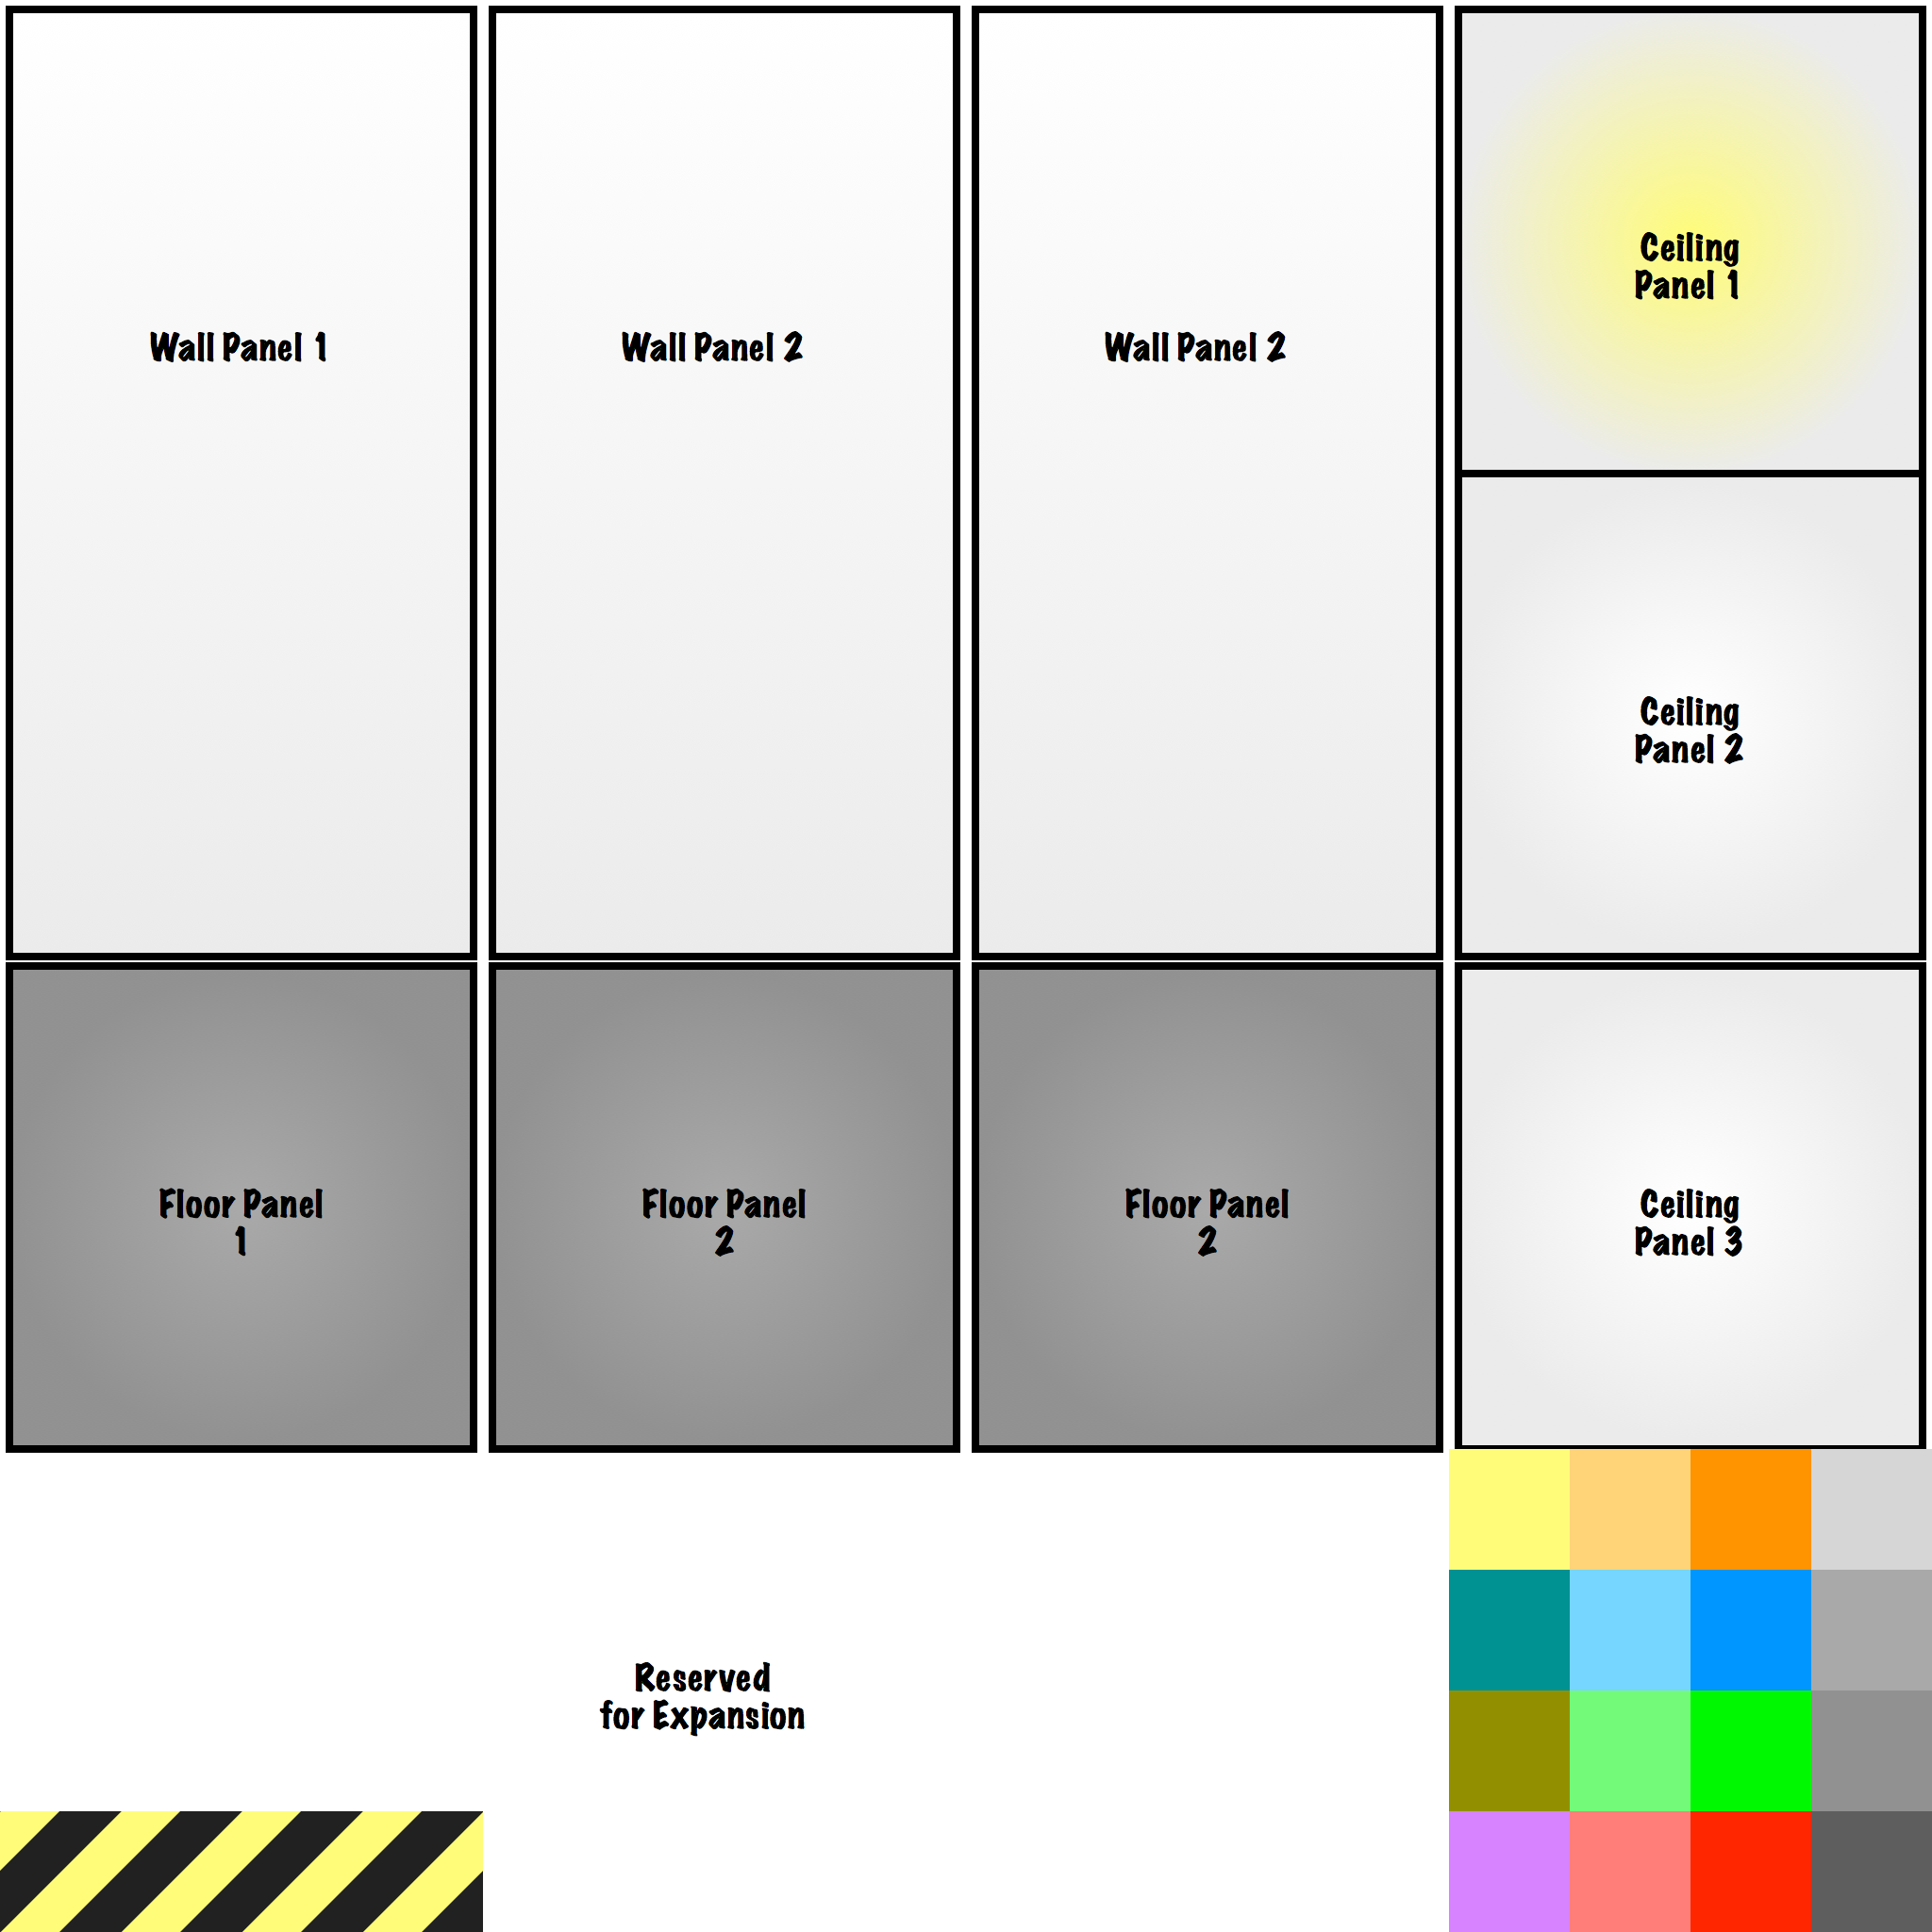 Wall Panel 1
Wall Panel 2
Wall Panel 2
Ceiling
Panel 1
Ceiling
Panel 2
Floor Panel
1
Floor Panel
2
Floor Panel
2
Ceiling
Panel 3
Reserved
for Expansion